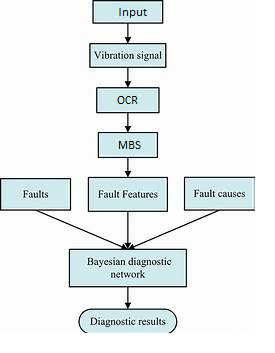 Input
Vibration signal
OCR
MBS
Faults
Fault Features
Fault causes
Bayesian diagnostic
network
Diagnostic results